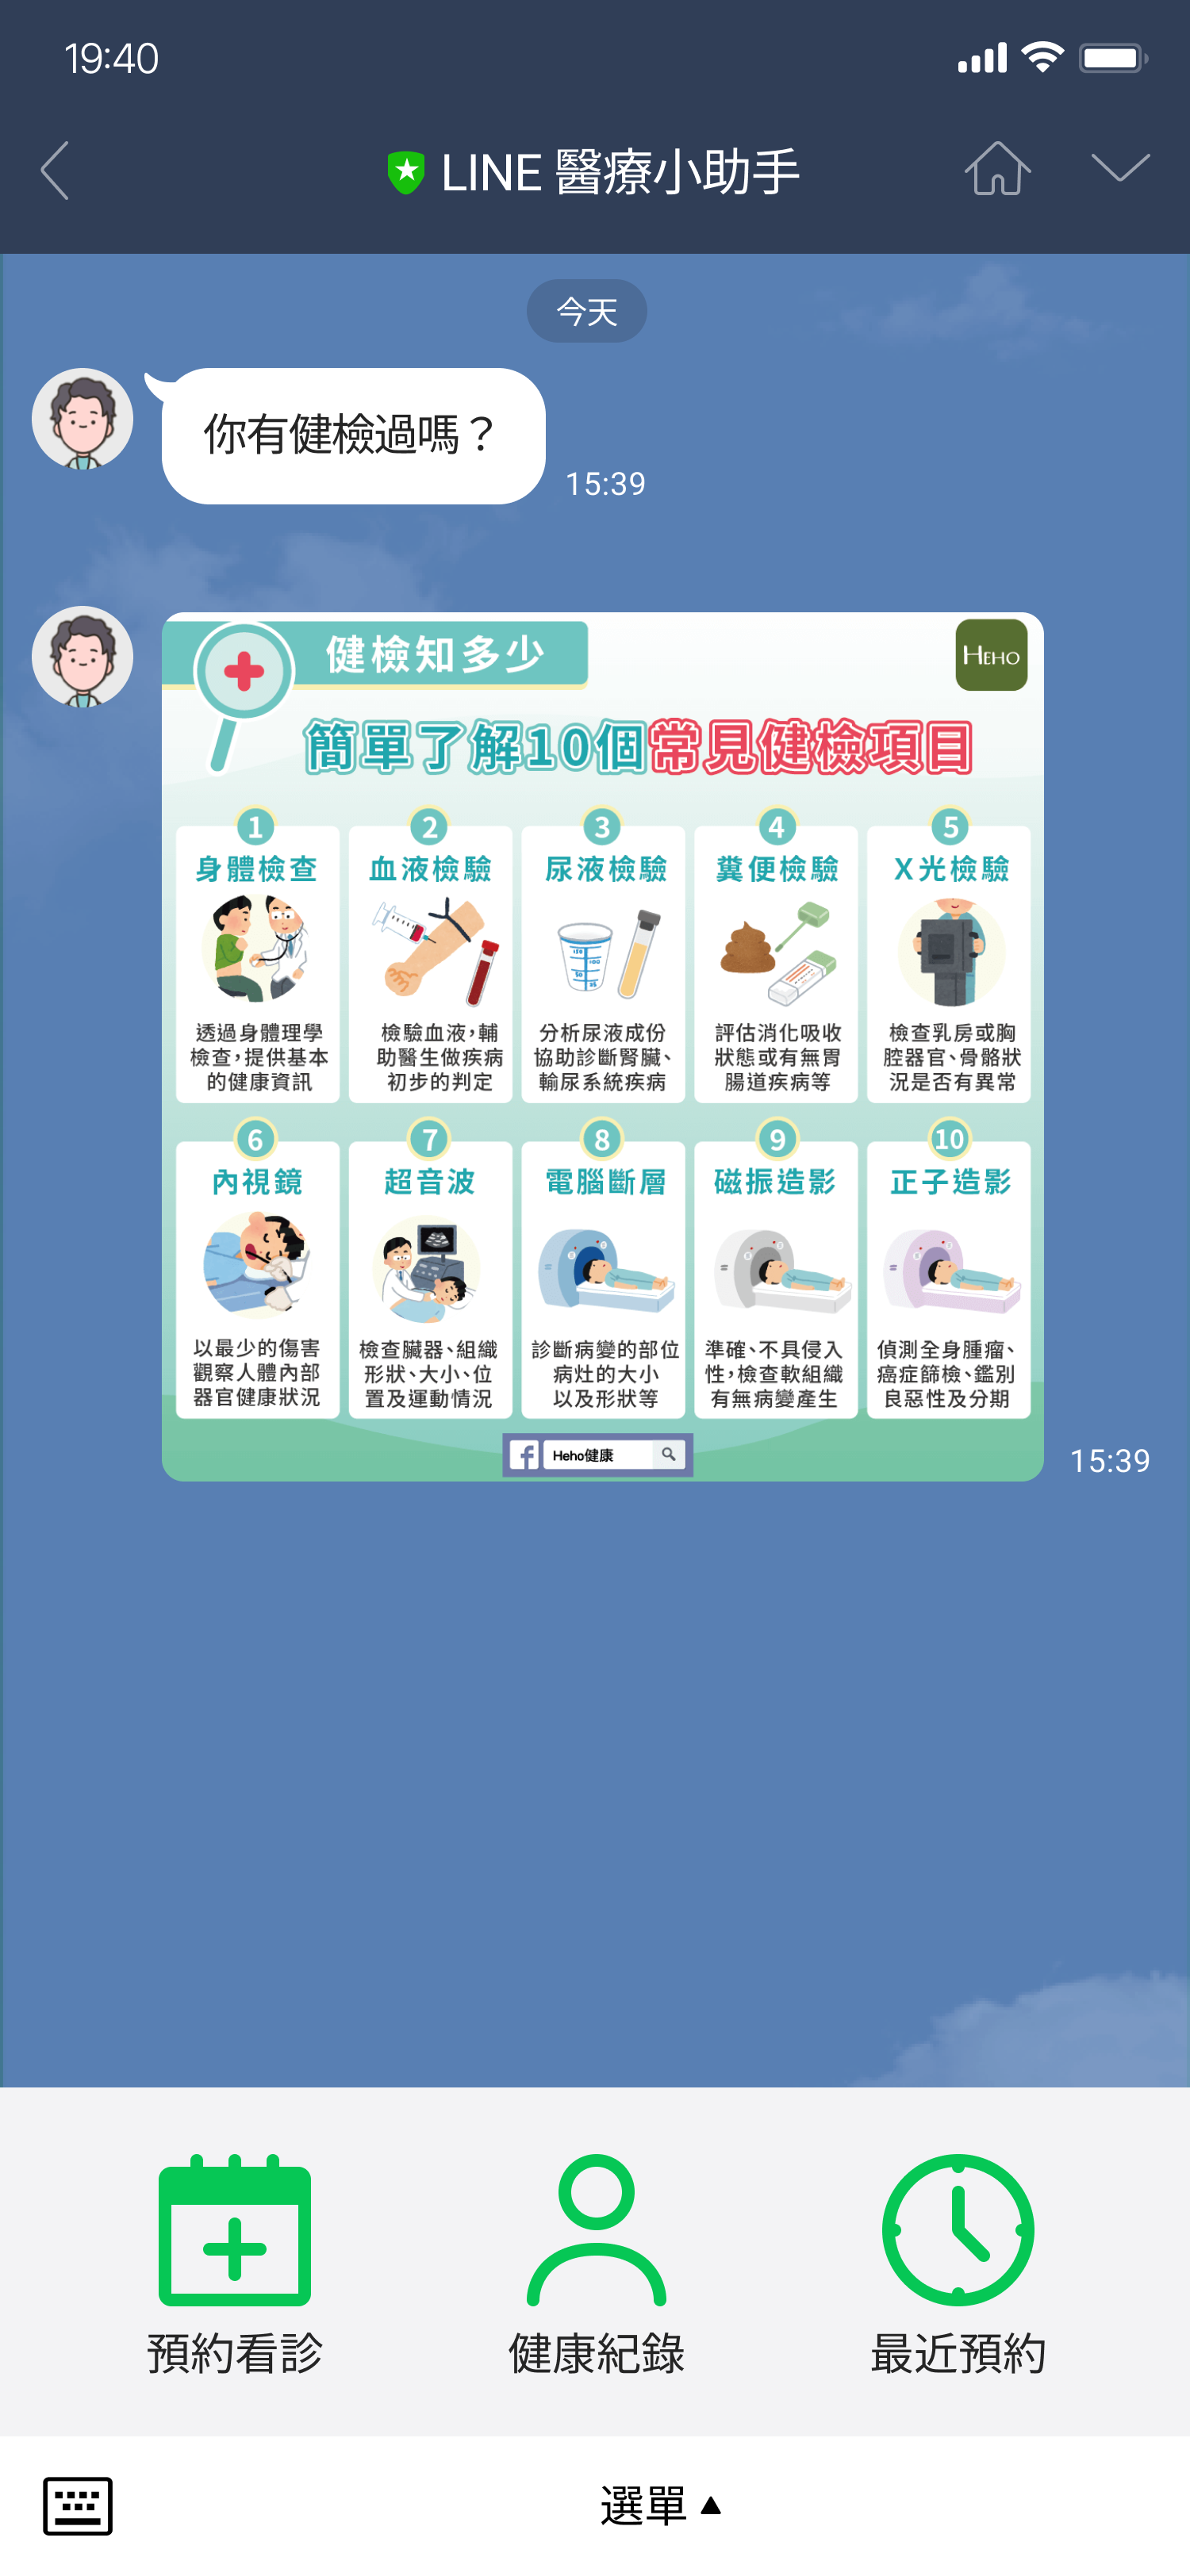 19:40
LINE 醫療小助手
今天
你有健檢過嗎？
15:39
健檢知多少
HEHO
簡單了解10個常見健檢項目
1
身體檢查
透過身體理學
檢查，提供基本
的健康資訊
2
血液檢驗
檢驗血液，輔
助醫生做疾病
初步的判定
3
尿液檢驗
分析尿液成份
協助診斷腎臟、
輸尿系統疾病
4
糞便檢驗
評估消化吸收
狀態或有無胃
腸道疾病等
5
X光檢驗
檢查乳房或胸
腔器官、骨骼狀
況是否有異常
6
內視鏡
以最少的傷害
觀察人體內部
器官健康狀況
7
超音波
檢查臟器、組織
形狀、大小、位
置及運動情況
8
電腦斷層
診斷病變的部位
病灶的大小
以及形狀等
9
磁振造影
準確、不具侵入
性，檢查軟組織
有無病變產生
10
正子造影
偵測全身腫瘤、
癌症篩檢、鑑別
良惡性及分期
Heho健康
15:39
預約看診
健康紀錄
最近預約
選單